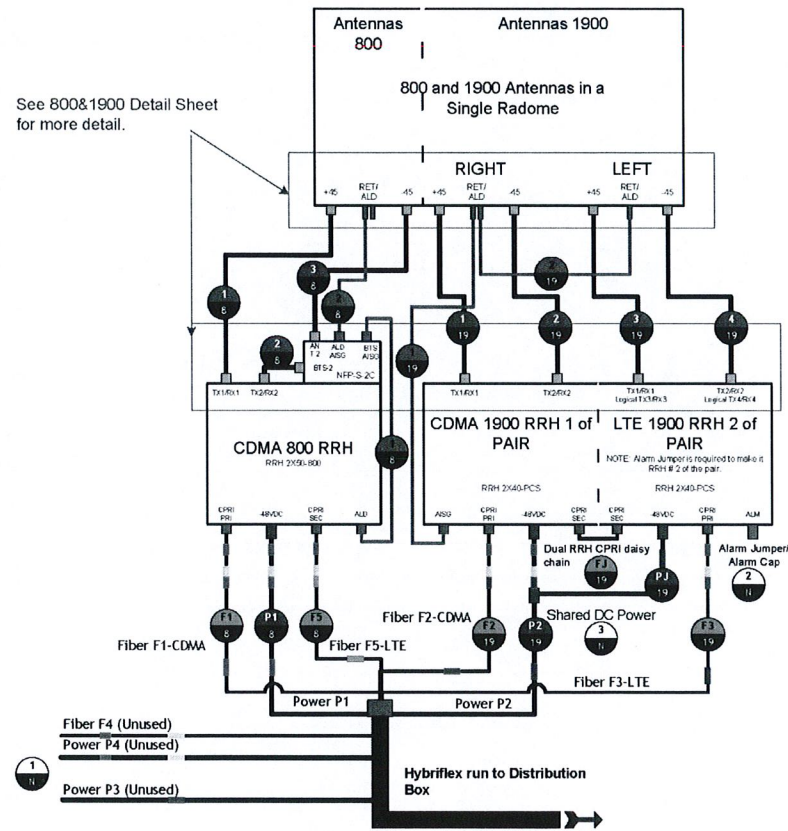 Antennas 800
Antennas 1900
800 and 1900 Antennas in a
Single Radome
See 800&1900 Detail Sheet
for more detail.
RIGHT
LEFT
+45
RET/
ALD
-45
+45
RET/
ALD
-45
+45
RET/
ALD
-45
3
8
2
8
2
19
1
8
1
19
2
19
3
19
4
19
2
8
1
19
AN
T 2
ALD
AISG
BTS
AISG
BTS-2
NFP-S-2C
TX1/RX1
TX2/RX2
TX1/RX1
TX2/RX2
TX1/RX1
Logical TX3/RX3
TX2/RX2
Logical TX4/RX4
CDMA 800 RRH
RRH 2X50-800
8
CDMA 1900 RRH 1 of
PAIR
LTE 1900 RRH 2 of
PAIR
NOTE: Alarm Jumper is required to make it
RRH # 2 of the pair.
RRH 2X40-PCS
RRH 2X40-PCS
CPRI
PRI
-48VDC
CPRI
SEC
ALD
AISG
CPRI
PRI
-48VDC
CPRI
SEC
CPRI
SEC
-48VDC
CPRI
PRI
ALM
Dual RRH CPRI daisy
chain
FJ
19
PJ
19
Alarm Jumper/
Alarm Cap
2
N
F1
8
P1
8
F5
8
F2
19
P2
19
Shared DC Power
3
N
F3
19
Fiber F1-CDMA
Fiber F5-LTE
Fiber F2-CDMA
Fiber F3-LTE
Power P1
Power P2
Fiber F4 (Unused)
Power P4 (Unused)
1
N
Power P3 (Unused)
Hybriflex run to Distribution
Box